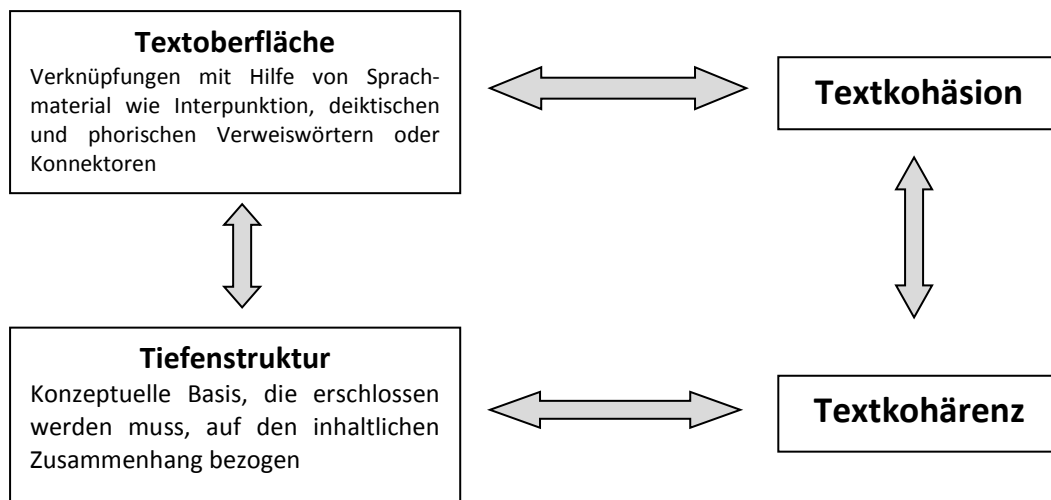 Textoberfläche
Verknüpfungen mit Hilfe von Sprach-
material wie Interpunktion, deiktischen
und phorischen Verweiswörtern oder
Konnektoren
Textkohäsion
Tiefenstruktur
Konzeptuelle Basis, die erschlossen
werden muss, auf den inhaltlichen
Zusammenhang bezogen
Textkohärenz